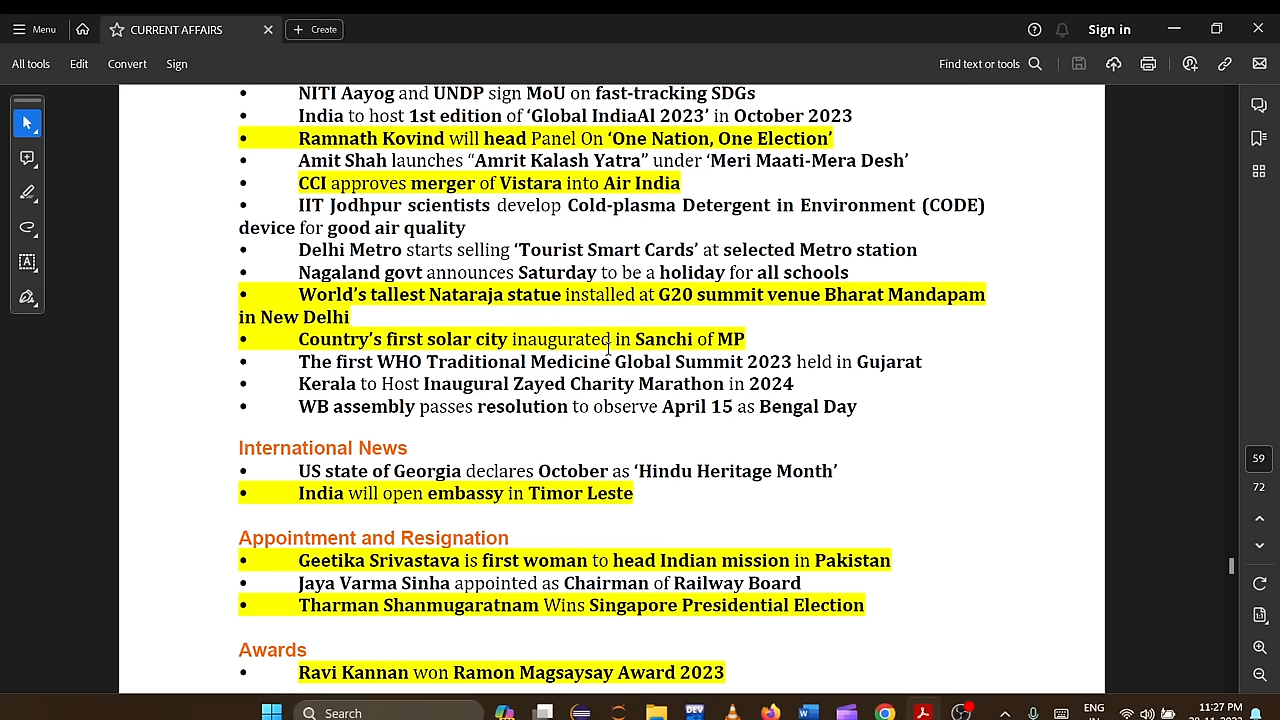 Menu
CURRENT AFFAIRS
Create
Sign in
All tools
Edit
Convert
Sign
Find text or tools
• NITI Aayog and UNDP sign MoU on fast-tracking SDGs
• India to host 1st edition of ‘Global IndiaAI 2023’ in October 2023
• Ramnath Kovind will head Panel On ‘One Nation, One Election’
• Amit Shah launches “Amrit Kalash Yatra” under ‘Meri Maati-Mera Desh’
• CCI approves merger of Vistara into Air India
• IIT Jodhpur scientists develop Cold-plasma Detergent in Environment (CODE)
device for good air quality
• Delhi Metro starts selling ‘Tourist Smart Cards’ at selected Metro station
• Nagaland govt announces Saturday to be a holiday for all schools
• World’s tallest Nataraja statue installed at G20 summit venue Bharat Mandapam
in New Delhi
• Country’s first solar city inaugurated in Sanchi of MP
• The first WHO Traditional Medicine Global Summit 2023 held in Gujarat
• Kerala to Host Inaugural Zayed Charity Marathon in 2024
• WB assembly passes resolution to observe April 15 as Bengal Day
International News
• US state of Georgia declares October as ‘Hindu Heritage Month’
• India will open embassy in Timor Leste
Appointment and Resignation
• Geetika Srivastava is first woman to head Indian mission in Pakistan
• Jaya Varma Sinha appointed as Chairman of Railway Board
• Tharman Shanmugaratnam Wins Singapore Presidential Election
Awards
• Ravi Kannan won Ramon Magsaysay Award 2023
59
72
Search
DEV
ENG
11:27 PM